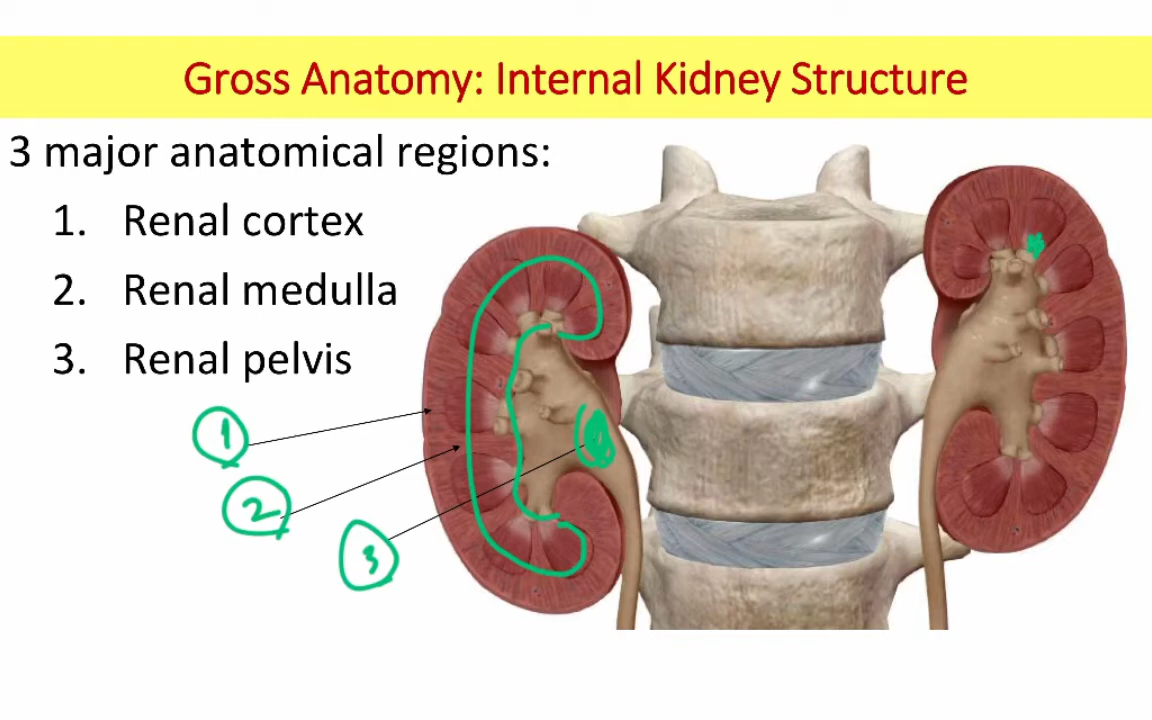 Gross Anatomy: Internal Kidney Structure
3 major anatomical regions:
1. Renal cortex
2. Renal medulla
3. Renal pelvis
1
2
3